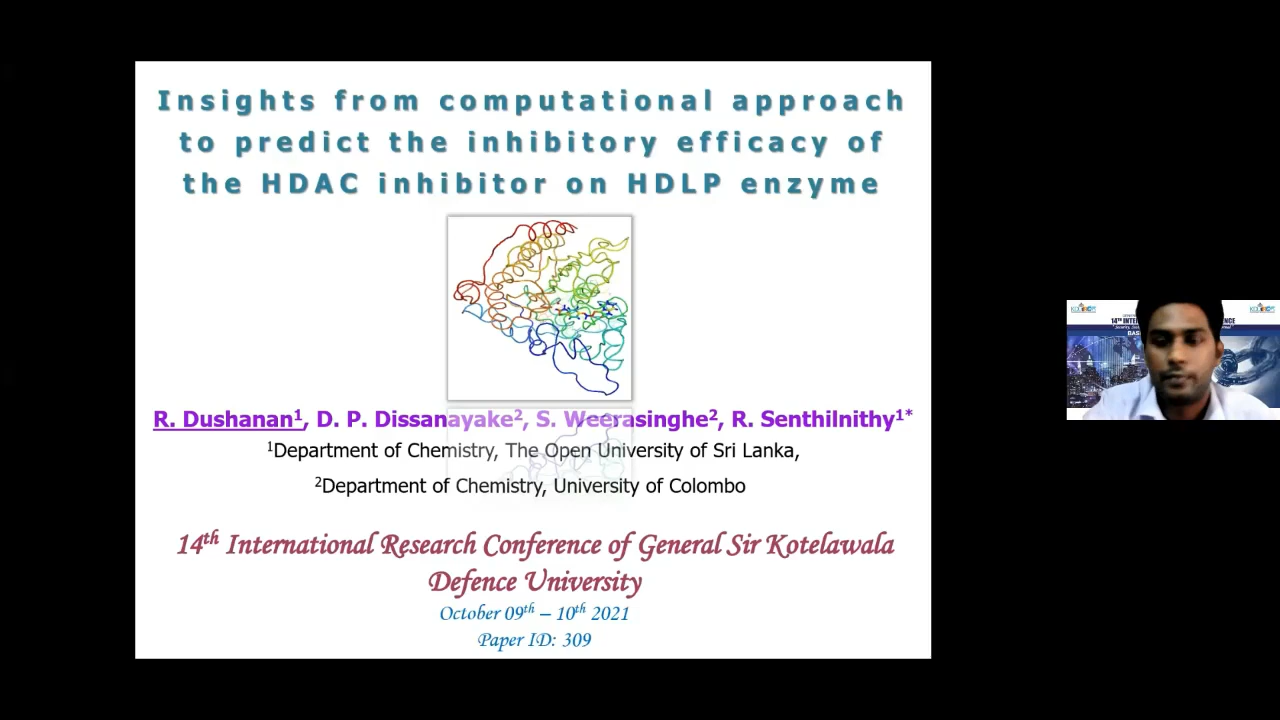 Insights from computational approach
to predict the inhibitory efficacy of
the HDAC inhibitor on HDLP enzyme
R. Dushanan¹, D. P. Dissanayake², S. Weerasinghe², R. Senthilnithy¹*
¹Department of Chemistry, The Open University of Sri Lanka,
²Department of Chemistry, University of Colombo
14th International Research Conference of General Sir Kotelawala
Defence University
October 09th – 10th 2021
Paper ID: 309